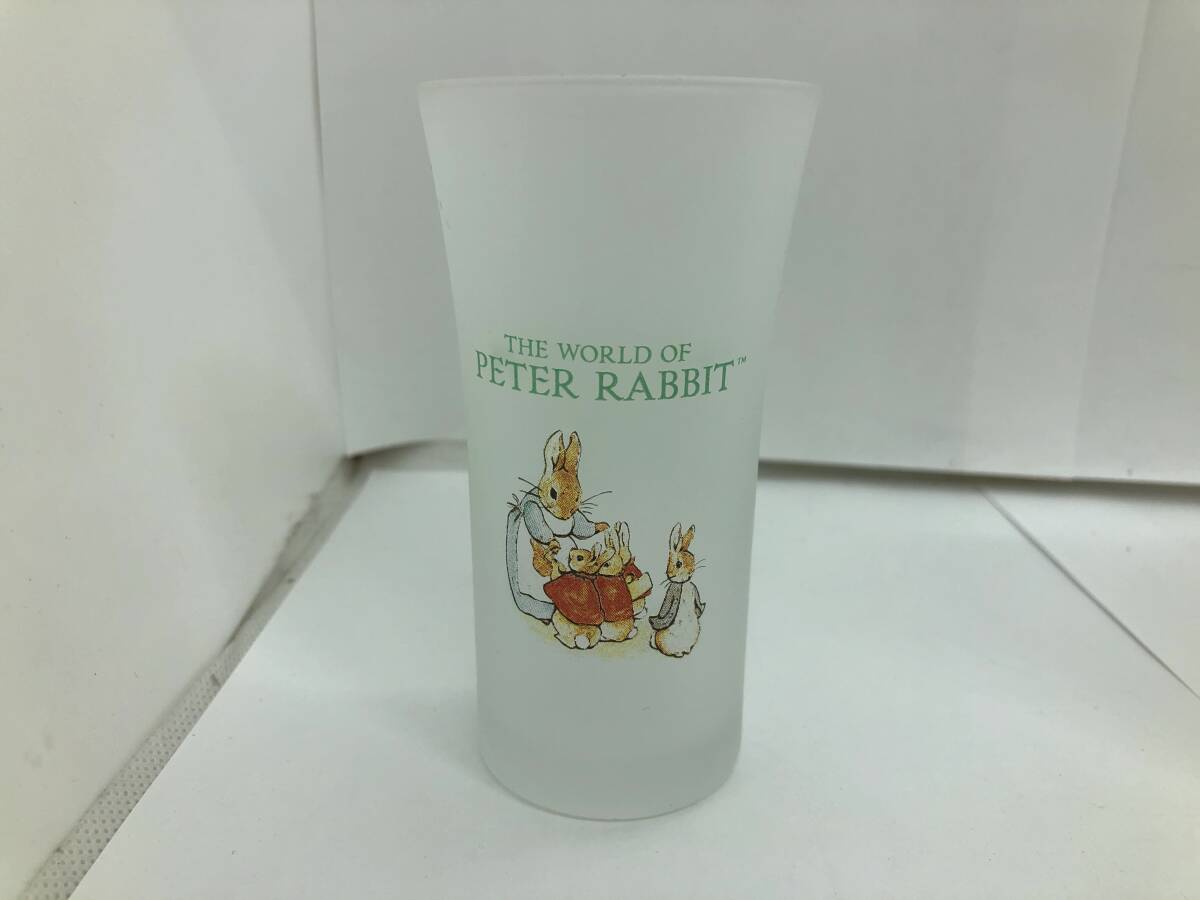 THE WORLD OF
PETER RABBIT™